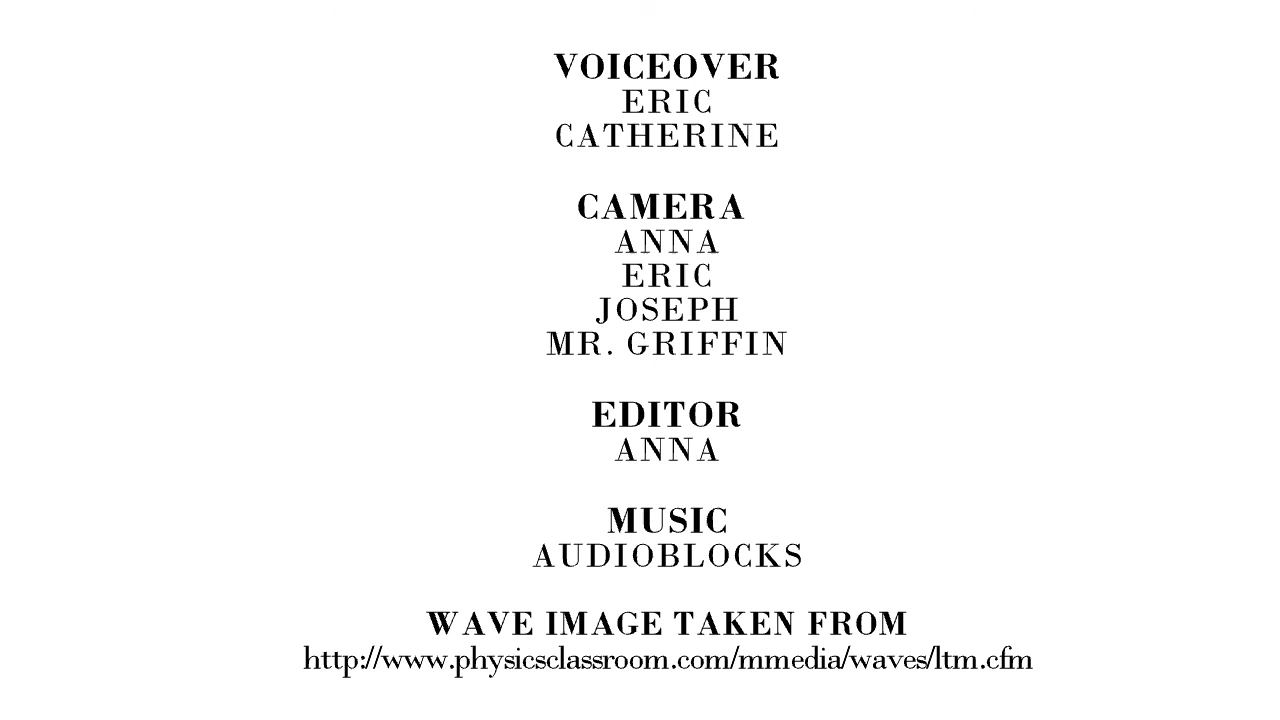 VOICEOVER
ERIC
CATHERINE
CAMERA
ANNA
ERIC
JOSEPH
MR. GRIFFIN
EDITOR
ANNA
MUSIC
AUDIOBLOCKS
WAVE IMAGE TAKEN FROM
http://www.physicsclassroom.com/mmedia/waves/ltm.cfm